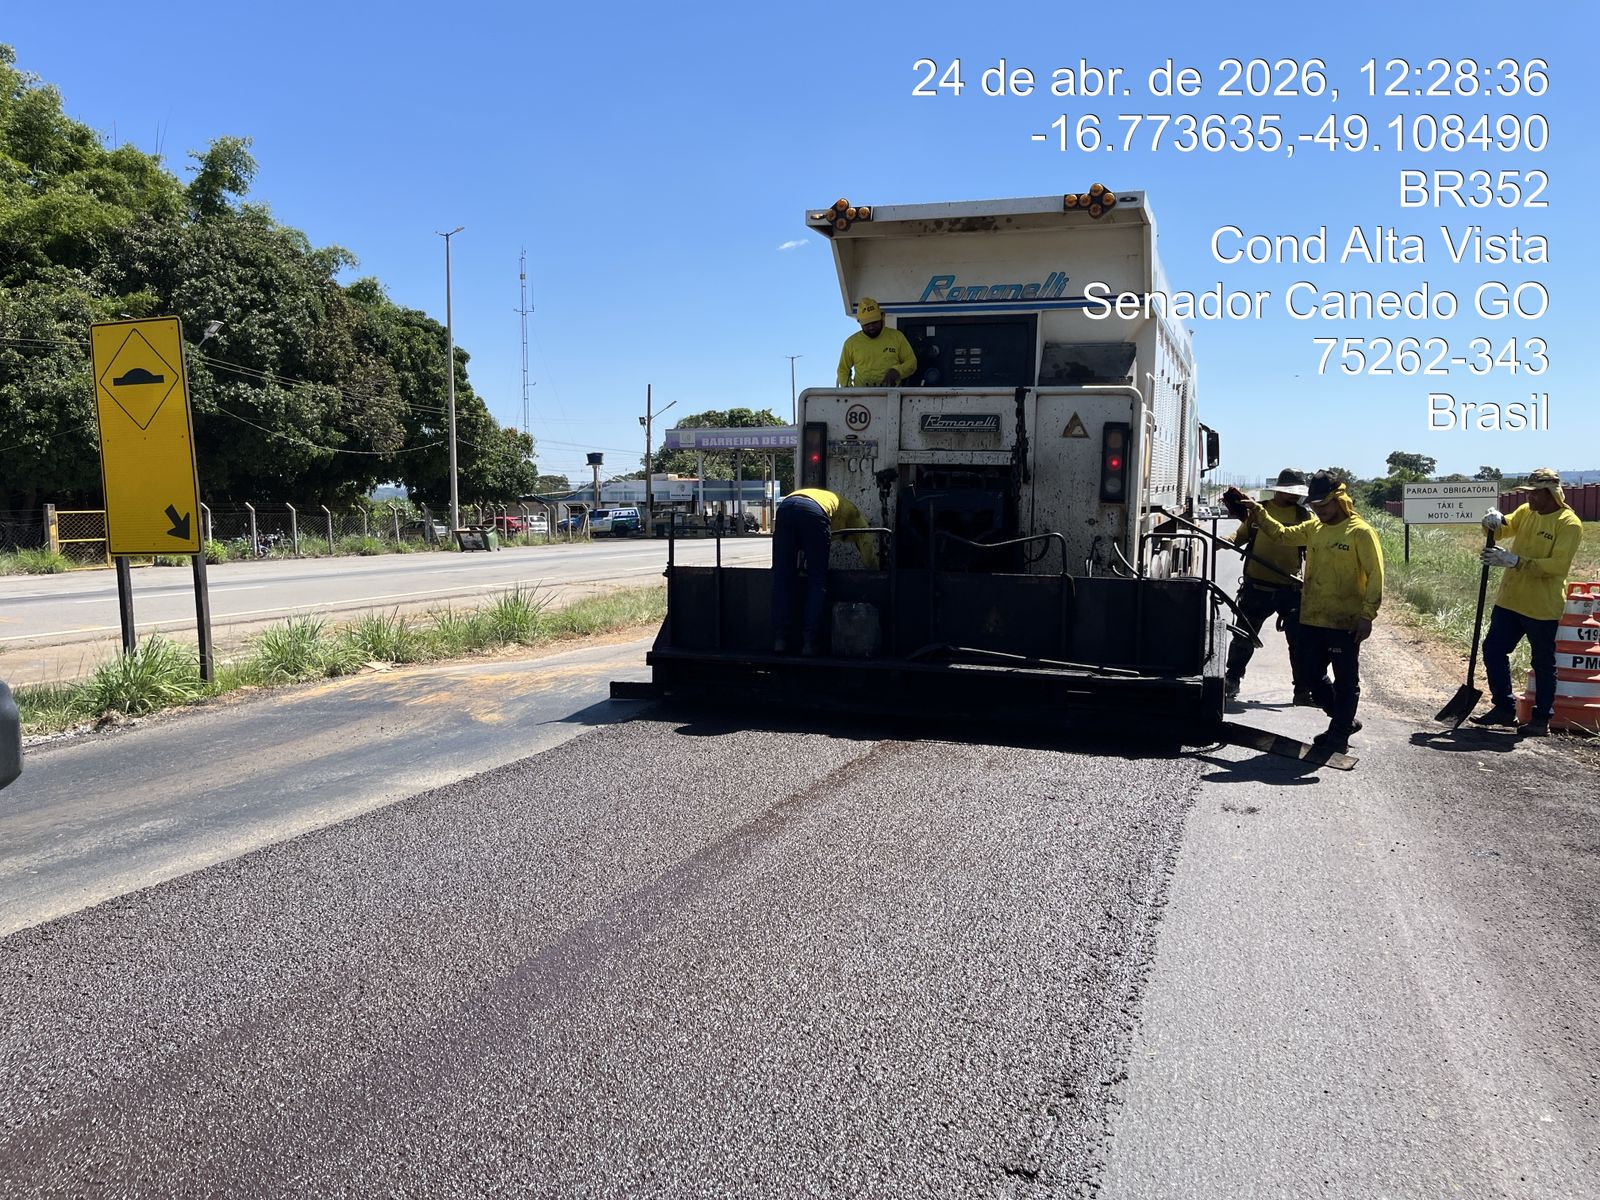 24 de abr. de 2026, 12:28:36
-16.773635,-49.108490
BR352
Cond Alta Vista
Senador Canedo GO
75262-343
Brasil
Romanelli
80
Romanelli
CCI
BARREIRA DE FIS
CCL
PARADA OBRIGATÓRIA
TÁXI E
MOTO-TÁXI